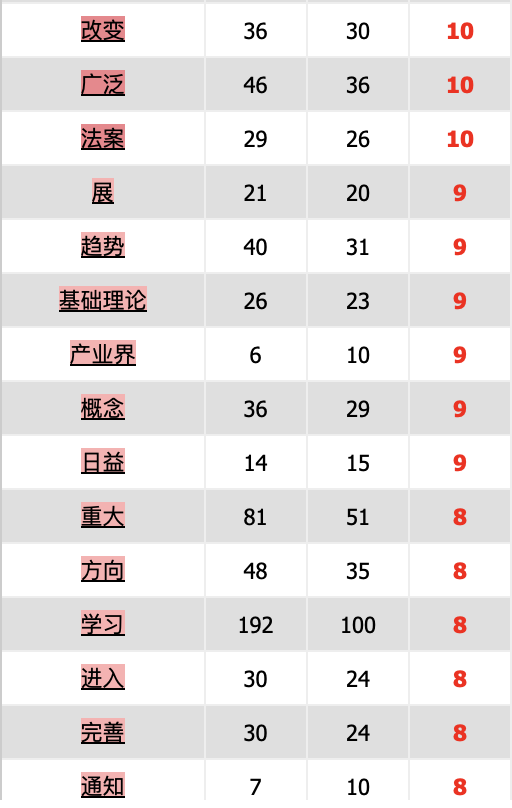 改变 36 30 10
广泛 46 36 10
法案 29 26 10
展 21 20 9
趋势 40 31 9
基础理论 26 23 9
产业界 6 10 9
概念 36 29 9
日益 14 15 9
重大 81 51 8
方向 48 35 8
学习 192 100 8
进入 30 24 8
完善 30 24 8
通知 7 10 8